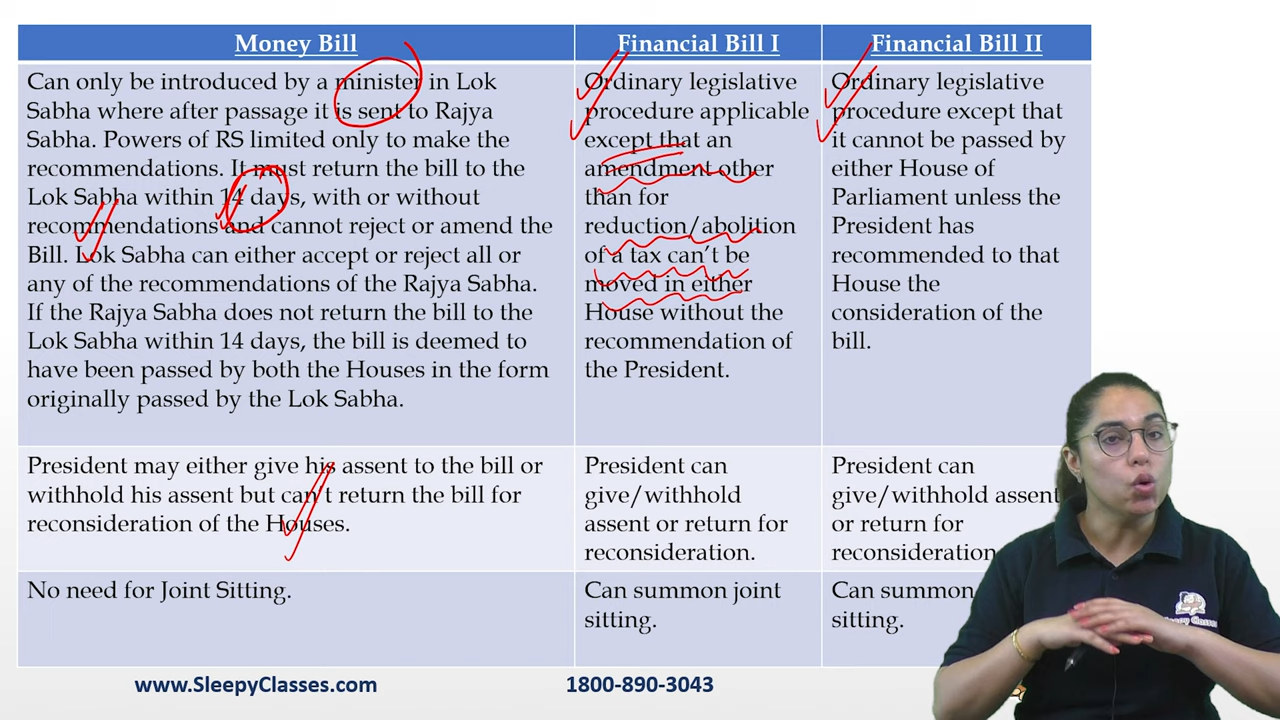 Money Bill
Financial Bill I
Financial Bill II
Can only be introduced by a minister in Lok
Sabha where after passage it is sent to Rajya
Sabha. Powers of RS limited only to make the
recommendations. It must return the bill to the
Lok Sabha within 14 days, with or without
recommendations and cannot reject or amend the
Bill. Lok Sabha can either accept or reject all or
any of the recommendations of the Rajya Sabha.
If the Rajya Sabha does not return the bill to the
Lok Sabha within 14 days, the bill is deemed to
have been passed by both the Houses in the form
originally passed by the Lok Sabha.
Ordinary legislative
procedure applicable
except that an
amendment other
than for
reduction/abolition
of a tax can't be
moved in either
House without the
recommendation of
the President.
Ordinary legislative
procedure except that
it cannot be passed by
either House of
Parliament unless the
President has
recommended to that
House the
consideration of the
bill.
President may either give his assent to the bill or
withhold his assent but can't return the bill for
reconsideration of the Houses.
President can
give/withhold
assent or return for
reconsideration.
President can
give/withhold assent
or return for
reconsideration
No need for Joint Sitting.
Can summon joint
sitting.
Can summon
sitting.
Classes
www.SleepyClasses.com
1800-890-3043